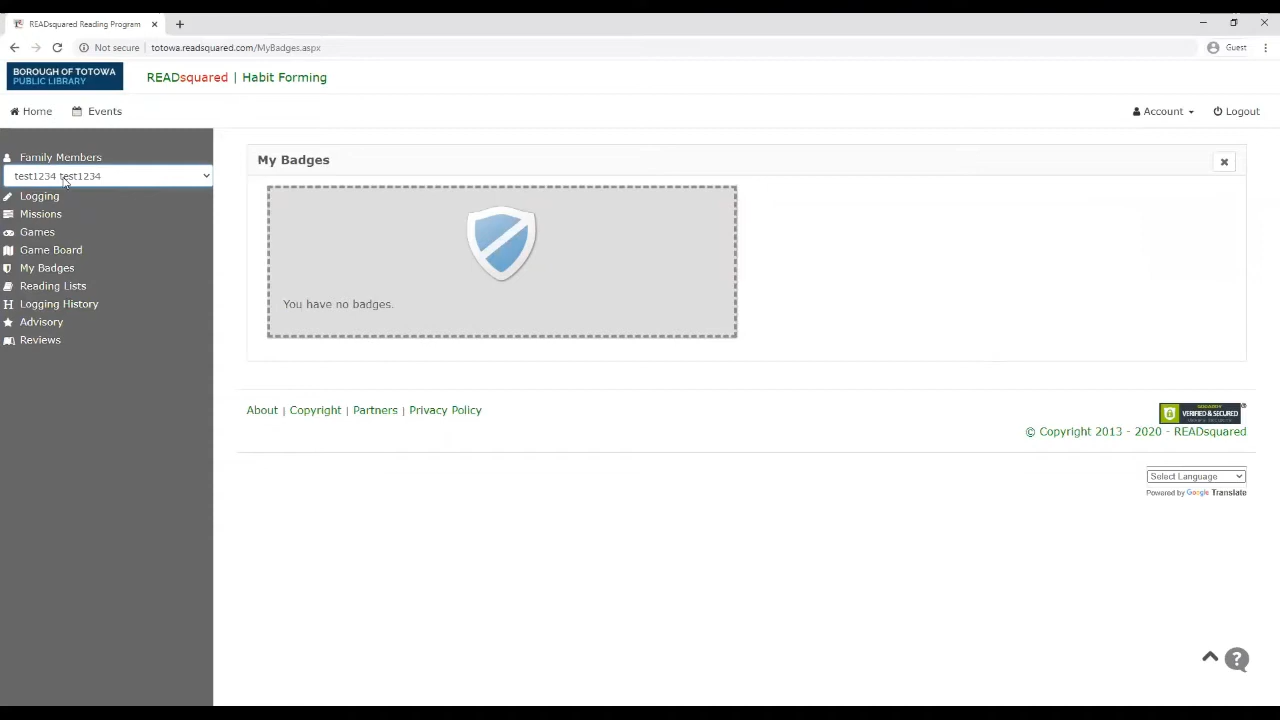 READsquared Reading Program
Not secure | totowa.readsquared.com/MyBadges.aspx
Guest
BOROUGH OF TOTOWA
PUBLIC LIBRARY
READsquared | Habit Forming
Home
Events
Account
Logout
Family Members
test1234 test1234
Logging
Missions
Games
Game Board
My Badges
Reading Lists
Logging History
Advisory
Reviews
My Badges
You have no badges.
About | Copyright | Partners | Privacy Policy
VERIFIED & SECURED
© Copyright 2013 - 2020 - READsquared
Select Language
Powered by Google Translate